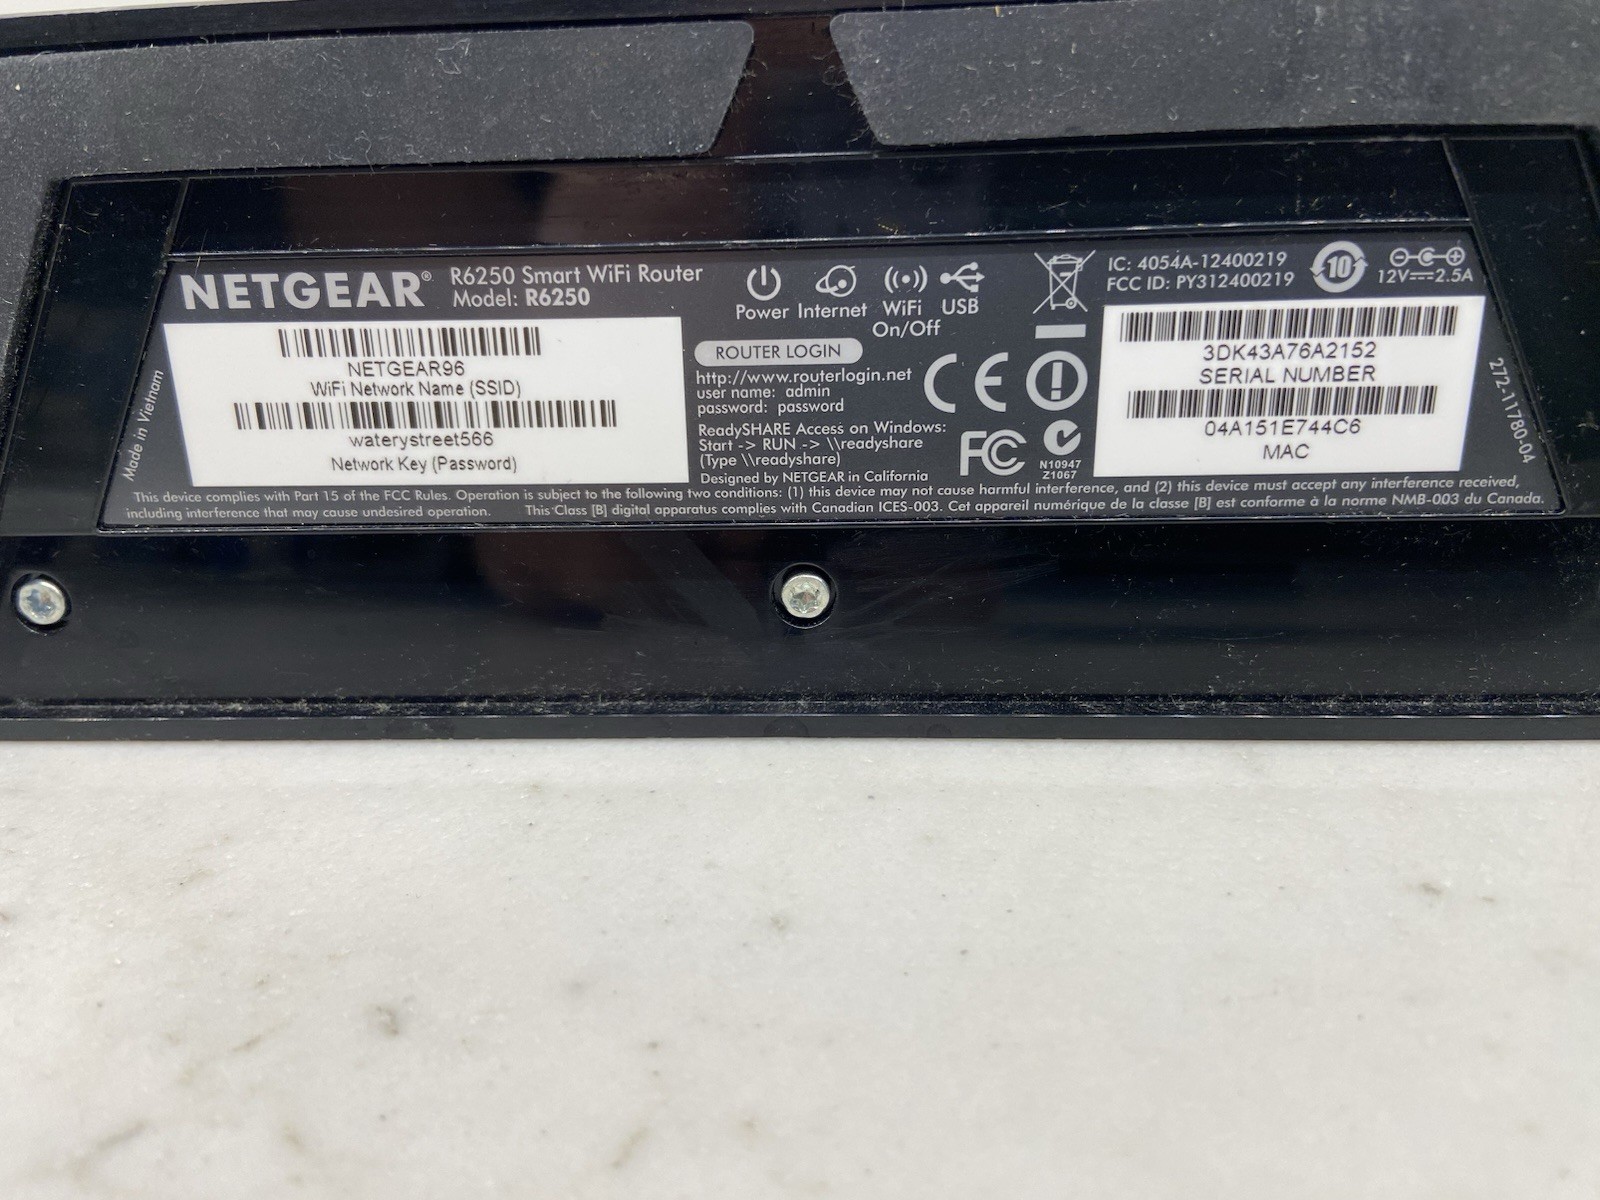 NETGEAR® R6250 Smart WiFi Router
Model: R6250
NETGEAR96
WiFi Network Name (SSID)
waterystreet566
Network Key (Password)
Made in Vietnam
Power Internet WiFi USB
On/Off
ROUTER LOGIN
http://www.routerlogin.net
user name: admin
password: password
ReadySHARE Access on Windows:
Start -> RUN -> \\readyshare
(Type \\readyshare)
Designed by NETGEAR in California
CE
FC
N10947
Z1067
IC: 4054A-12400219
FCC ID: PY312400219
10
12V⎓2.5A
3DK43A76A2152
SERIAL NUMBER
04A151E744C6
MAC
272-11780-04
This device complies with Part 15 of the FCC Rules. Operation is subject to the following two conditions: (1) this device may not cause harmful interference, and (2) this device must accept any interference received,
including interference that may cause undesired operation. This Class [B] digital apparatus complies with Canadian ICES-003. Cet appareil numérique de la classe [B] est conforme à la norme NMB-003 du Canada.